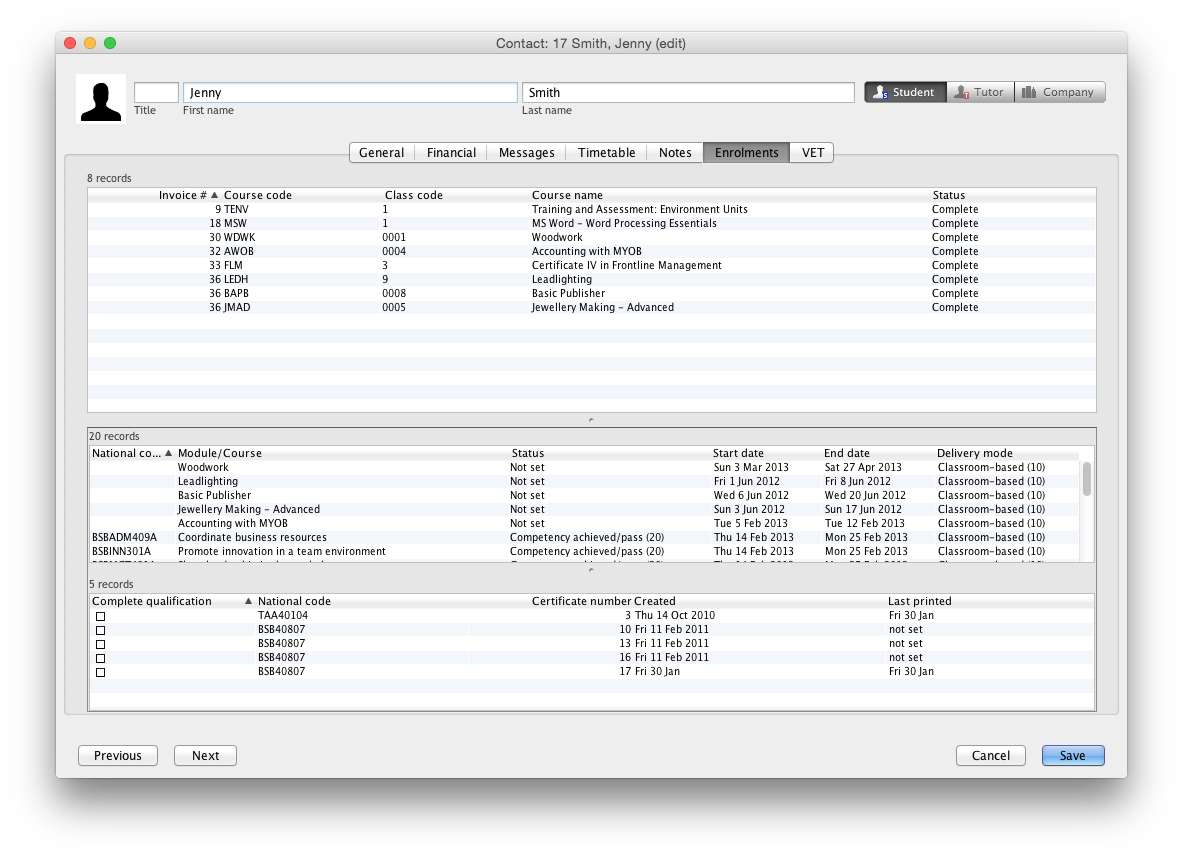 Contact: 17 Smith, Jenny (edit)
Jenny Smith Student Tutor Company
Title First name Last name
General Financial Messages Timetable Notes Enrolments VET
8 records
Invoice # Course code Class code Course name Status
9 TENV 1 Training and Assessment: Environment Units Complete
18 MSW 1 MS Word – Word Processing Essentials Complete
30 WDWK 0001 Woodwork Complete
32 AWOB 0004 Accounting with MYOB Complete
33 FLM 3 Certificate IV in Frontline Management Complete
36 LEDH 9 Leadlighting Complete
36 BAPB 0008 Basic Publisher Complete
36 JMAD 0005 Jewellery Making – Advanced Complete
20 records
National co... Module/Course Status Start date End date Delivery mode
Woodwork Not set Sun 3 Mar 2013 Sat 27 Apr 2013 Classroom-based (10)
Leadlighting Not set Fri 1 Jun 2012 Fri 8 Jun 2012 Classroom-based (10)
Basic Publisher Not set Wed 6 Jun 2012 Wed 20 Jun 2012 Classroom-based (10)
Jewellery Making – Advanced Not set Sun 3 Jun 2012 Sun 17 Jun 2012 Classroom-based (10)
Accounting with MYOB Not set Tue 5 Feb 2013 Tue 12 Feb 2013 Classroom-based (10)
BSBADM409A Coordinate business resources Competency achieved/pass (20) Thu 14 Feb 2013 Mon 25 Feb 2013 Classroom-based (10)
BSBINN301A Promote innovation in a team environment Competency achieved/pass (20) Thu 14 Feb 2013 Mon 25 Feb 2013 Classroom-based (10)
5 records
Complete qualification National code Certificate number Created Last printed
TAA40104 3 Thu 14 Oct 2010 Fri 30 Jan
BSB40807 10 Fri 11 Feb 2011 not set
BSB40807 13 Fri 11 Feb 2011 not set
BSB40807 16 Fri 11 Feb 2011 not set
BSB40807 17 Fri 30 Jan Fri 30 Jan
Previous Next Cancel Save